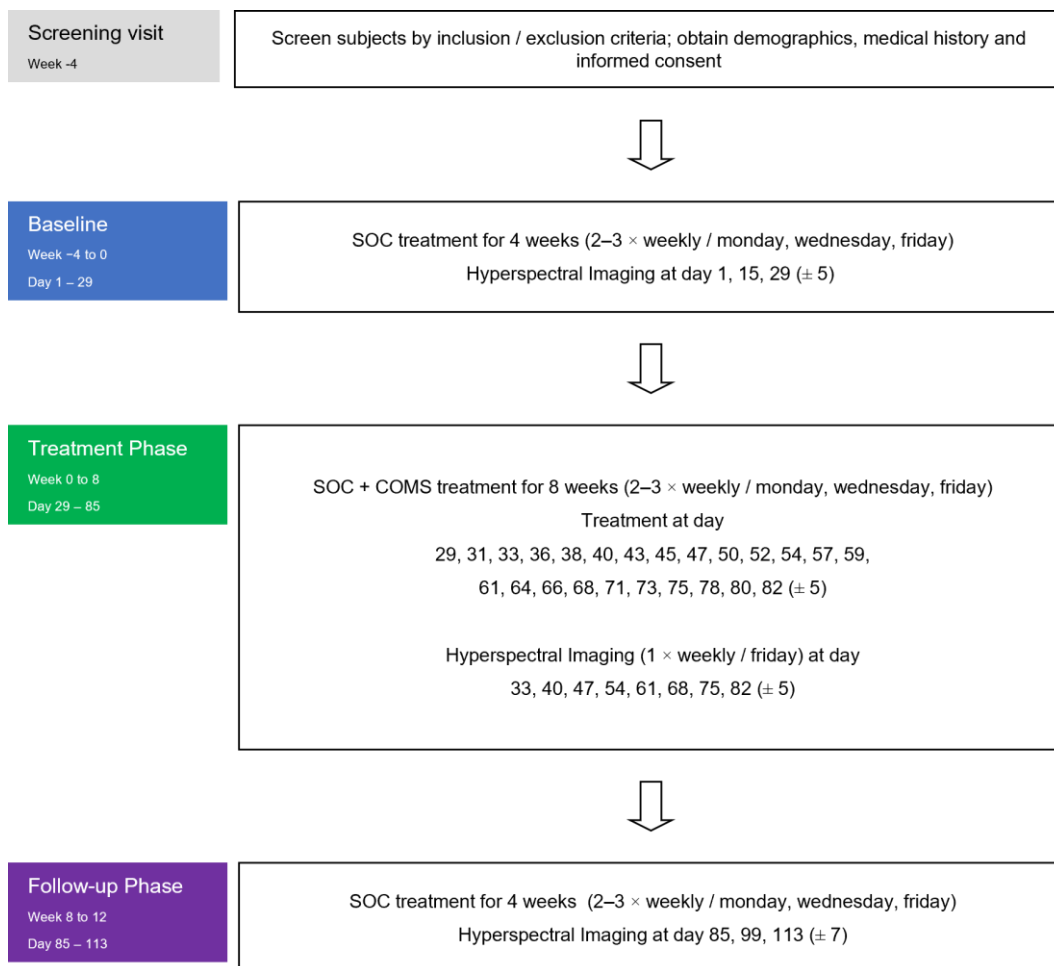 Screening visit
Week -4
Screen subjects by inclusion / exclusion criteria; obtain demographics, medical history and
informed consent
Baseline
Week −4 to 0
Day 1 – 29
SOC treatment for 4 weeks (2–3 × weekly / monday, wednesday, friday)
Hyperspectral Imaging at day 1, 15, 29 (± 5)
Treatment Phase
Week 0 to 8
Day 29 – 85
SOC + COMS treatment for 8 weeks (2–3 × weekly / monday, wednesday, friday)
Treatment at day
29, 31, 33, 36, 38, 40, 43, 45, 47, 50, 52, 54, 57, 59,
61, 64, 66, 68, 71, 73, 75, 78, 80, 82 (± 5)
Hyperspectral Imaging (1 × weekly / friday) at day
33, 40, 47, 54, 61, 68, 75, 82 (± 5)
Follow-up Phase
Week 8 to 12
Day 85 – 113
SOC treatment for 4 weeks (2–3 × weekly / monday, wednesday, friday)
Hyperspectral Imaging at day 85, 99, 113 (± 7)